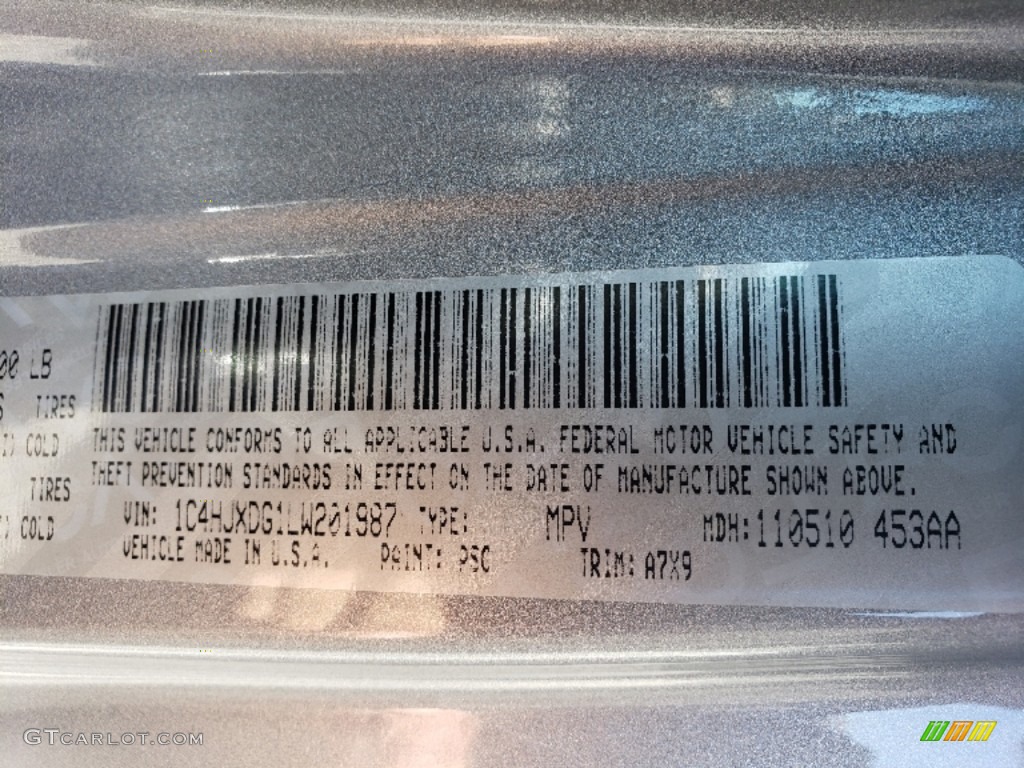 00 LB
TIRES
COLD
TIRES
COLD
THIS VEHICLE CONFORMS TO ALL APPLICABLE U.S.A. FEDERAL MOTOR VEHICLE SAFETY AND
THEFT PREVENTION STANDARDS IN EFFECT ON THE DATE OF MANUFACTURE SHOWN ABOVE.
VIN: 1C4HJXDG1LW201987 TYPE: MPV MDH: 110510 453AA
VEHICLE MADE IN U.S.A. PAINT: PSC TRIM: A7X9
GTCARLOT.COM